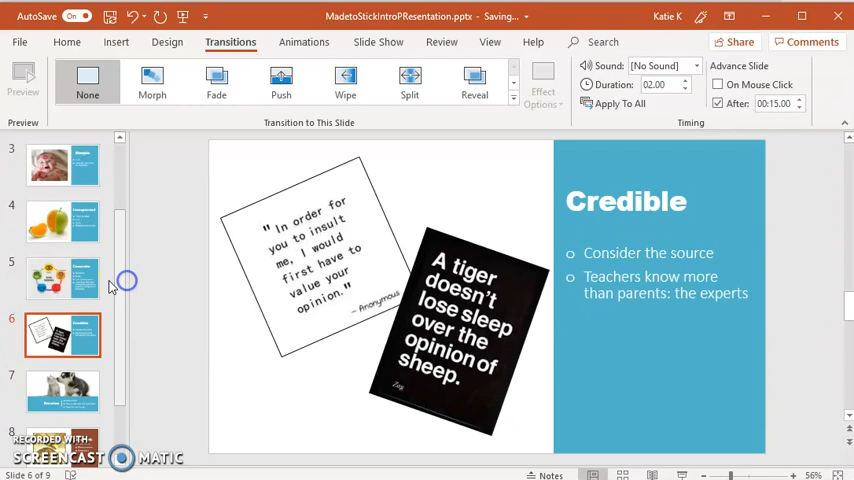 AutoSave On MadetoStickIntroPResentation.pptx - Saving... Katie K
File Home Insert Design Transitions Animations Slide Show Review View Help Search Share Comments
Preview None Morph Fade Push Wipe Split Reveal Effect Options
Sound: [No Sound] Advance Slide
Duration: 02.00 On Mouse Click
Apply To All After: 00:15.00
Preview Transition to This Slide Timing
3
4
5
6
7
8
" In order for
you to insult
me, I would
first have to
value your
opinion."
- Anonymous
A tiger
doesn't
lose sleep
over the
opinion of
sheep.
Credible
Consider the source
Teachers know more
than parents: the experts
RECORDED WITH
SCREENCAST MATIC
Slide 6 of 9 Notes 56%